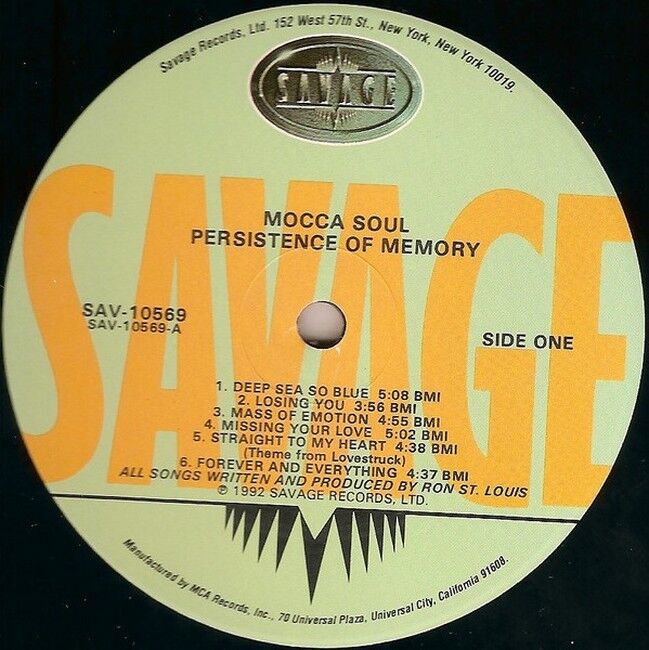 Savage Records, Ltd. 152 West 57th St., New York, New York 10019.
SAVAGE
SAVAGE
MOCCA SOUL
PERSISTENCE OF MEMORY
SAV-10569
SAV-10569-A
SIDE ONE
1. DEEP SEA SO BLUE 5:08 BMI
2. LOSING YOU 3:56 BMI
3. MASS OF EMOTION 4:55 BMI
4. MISSING YOUR LOVE 5:02 BMI
5. STRAIGHT TO MY HEART 4:38 BMI
(Theme from Lovestruck)
6. FOREVER AND EVERYTHING 4:37 BMI
ALL SONGS WRITTEN AND PRODUCED BY RON ST. LOUIS
℗ 1992 SAVAGE RECORDS, LTD.
Manufactured by MCA Records, Inc., 70 Universal Plaza, Universal City, California 91608.